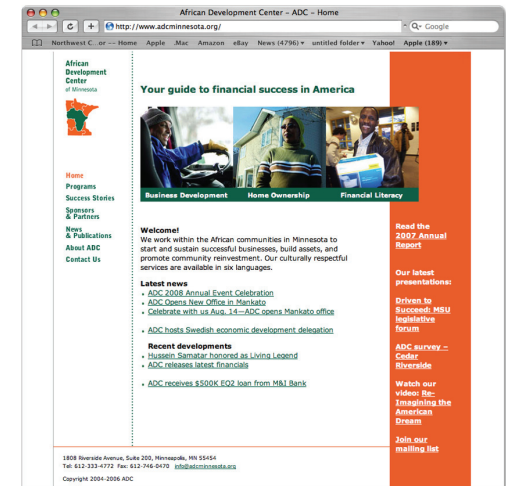 African Development Center – ADC – Home
http://www.adcminnesota.org/
Google
Northwest C...or –– Home Apple .Mac Amazon eBay News (4796) untitled folder Yahoo! Apple (189)
African
Development
Center
of Minnesota
Home
Programs
Success Stories
Sponsors
& Partners
News
& Publications
About ADC
Contact Us
Your guide to financial success in America
Business Development Home Ownership Financial Literacy
Welcome!
We work within the African communities in Minnesota to
start and sustain successful businesses, build assets, and
promote community reinvestment. Our culturally respectful
services are available in six languages.
Latest news
• ADC 2008 Annual Event Celebration
• ADC Opens New Office in Mankato
• Celebrate with us Aug. 14—ADC opens Mankato office
• ADC hosts Swedish economic development delegation
Recent developments
• Hussein Samatar honored as Living Legend
• ADC releases latest financials
• ADC receives $500K EQ2 loan from M&I Bank
Read the
2007 Annual
Report
Our latest
presentations:
Driven to
Succeed: MSU
legislative
forum
ADC survey –
Cedar
Riverside
Watch our
video: Re-
Imagining the
American
Dream
Join our
mailing list
1808 Riverside Avenue, Suite 200, Minneapolis, MN 55454
Tel: 612-333-4772 Fax: 612-746-0470 info@adcminnesota.org
Copyright 2004-2006 ADC